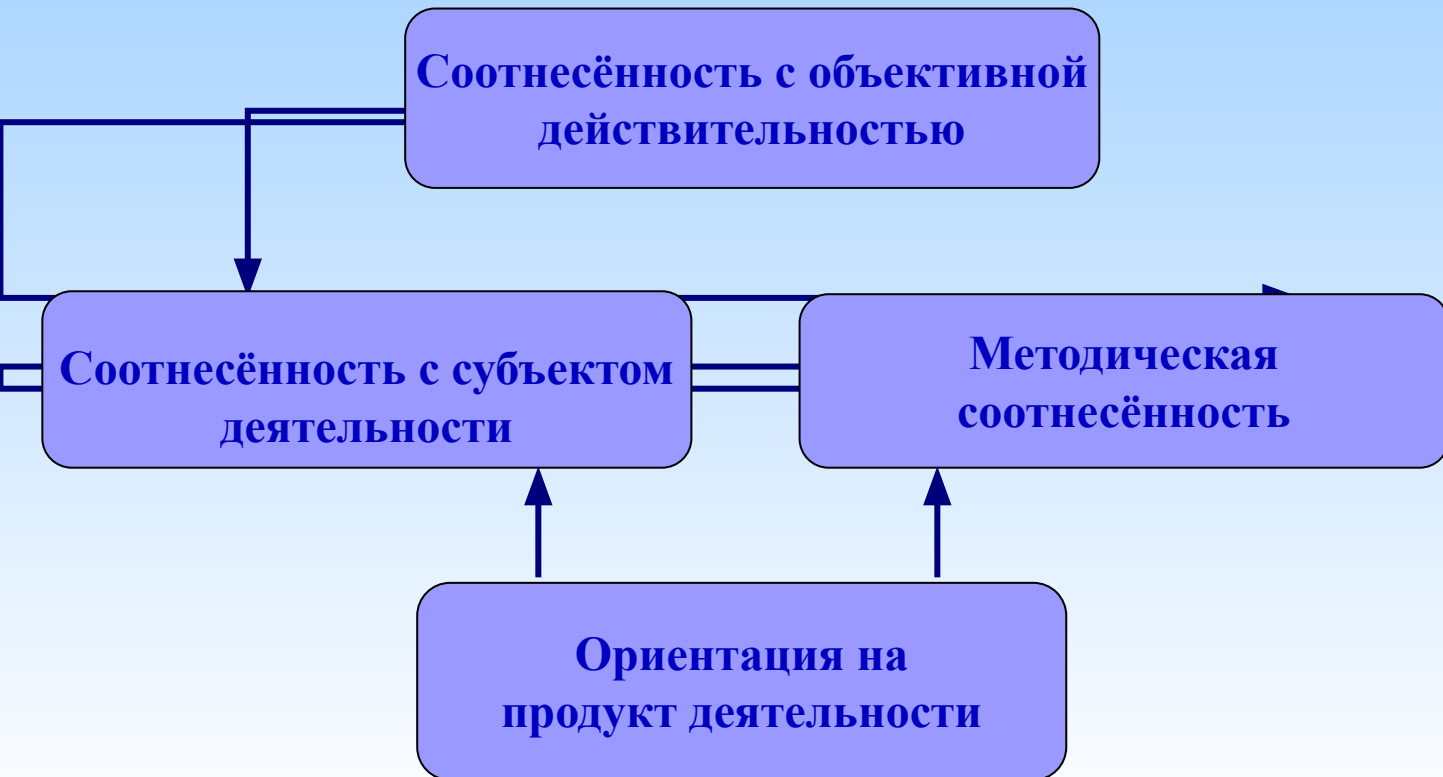 Соотнесённость с объективной
действительностью
Соотнесённость с субъектом
деятельности
Методическая
соотнесённость
Ориентация на
продукт деятельности